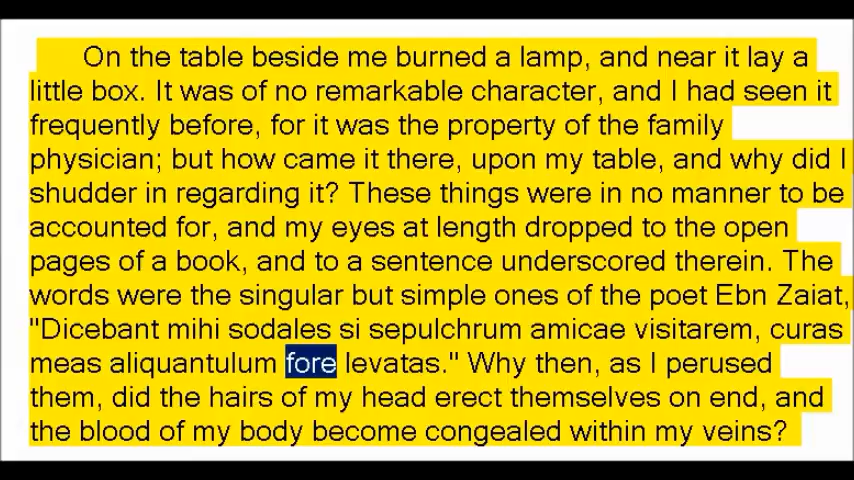 On the table beside me burned a lamp, and near it lay a
little box. It was of no remarkable character, and I had seen it
frequently before, for it was the property of the family
physician; but how came it there, upon my table, and why did I
shudder in regarding it? These things were in no manner to be
accounted for, and my eyes at length dropped to the open
pages of a book, and to a sentence underscored therein. The
words were the singular but simple ones of the poet Ebn Zaiat,
"Dicebant mihi sodales si sepulchrum amicae visitarem, curas
meas aliquantulum fore levatas." Why then, as I perused
them, did the hairs of my head erect themselves on end, and
the blood of my body become congealed within my veins?